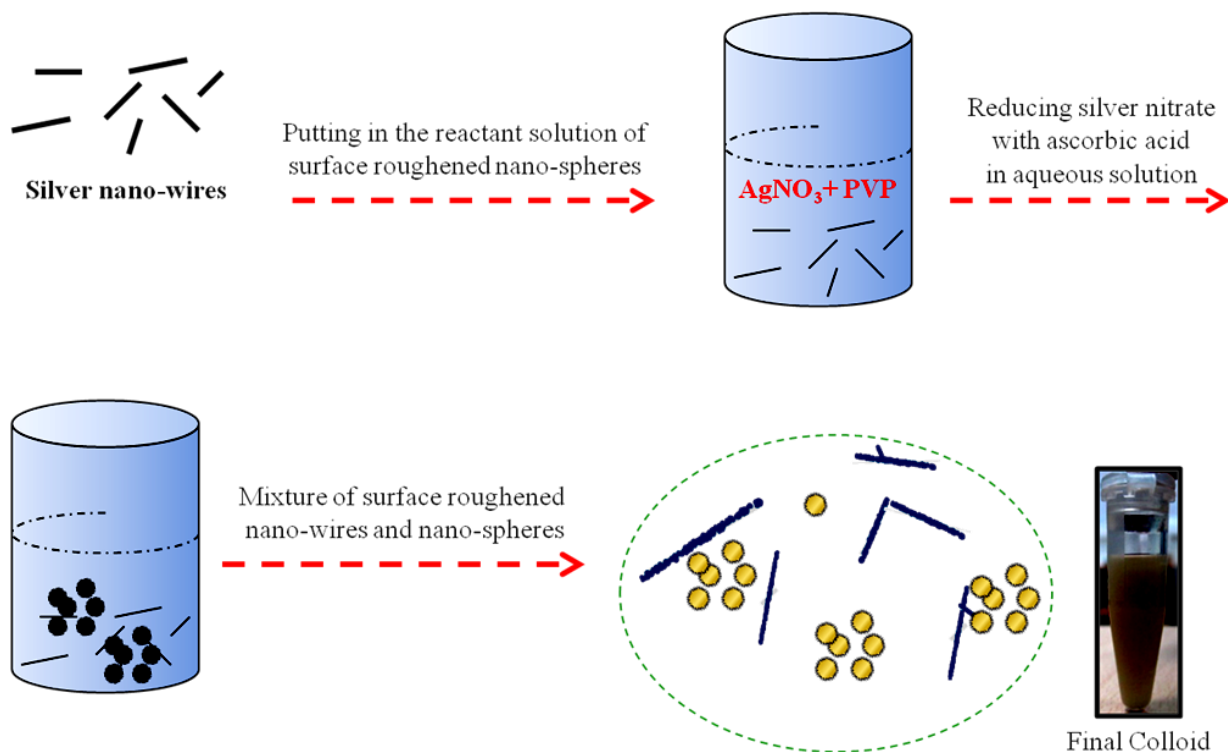 Silver nano-wires
Putting in the reactant solution of
surface roughened nano-spheres
AgNO₃+ PVP
Reducing silver nitrate
with ascorbic acid
in aqueous solution
Mixture of surface roughened
nano-wires and nano-spheres
Final Colloid